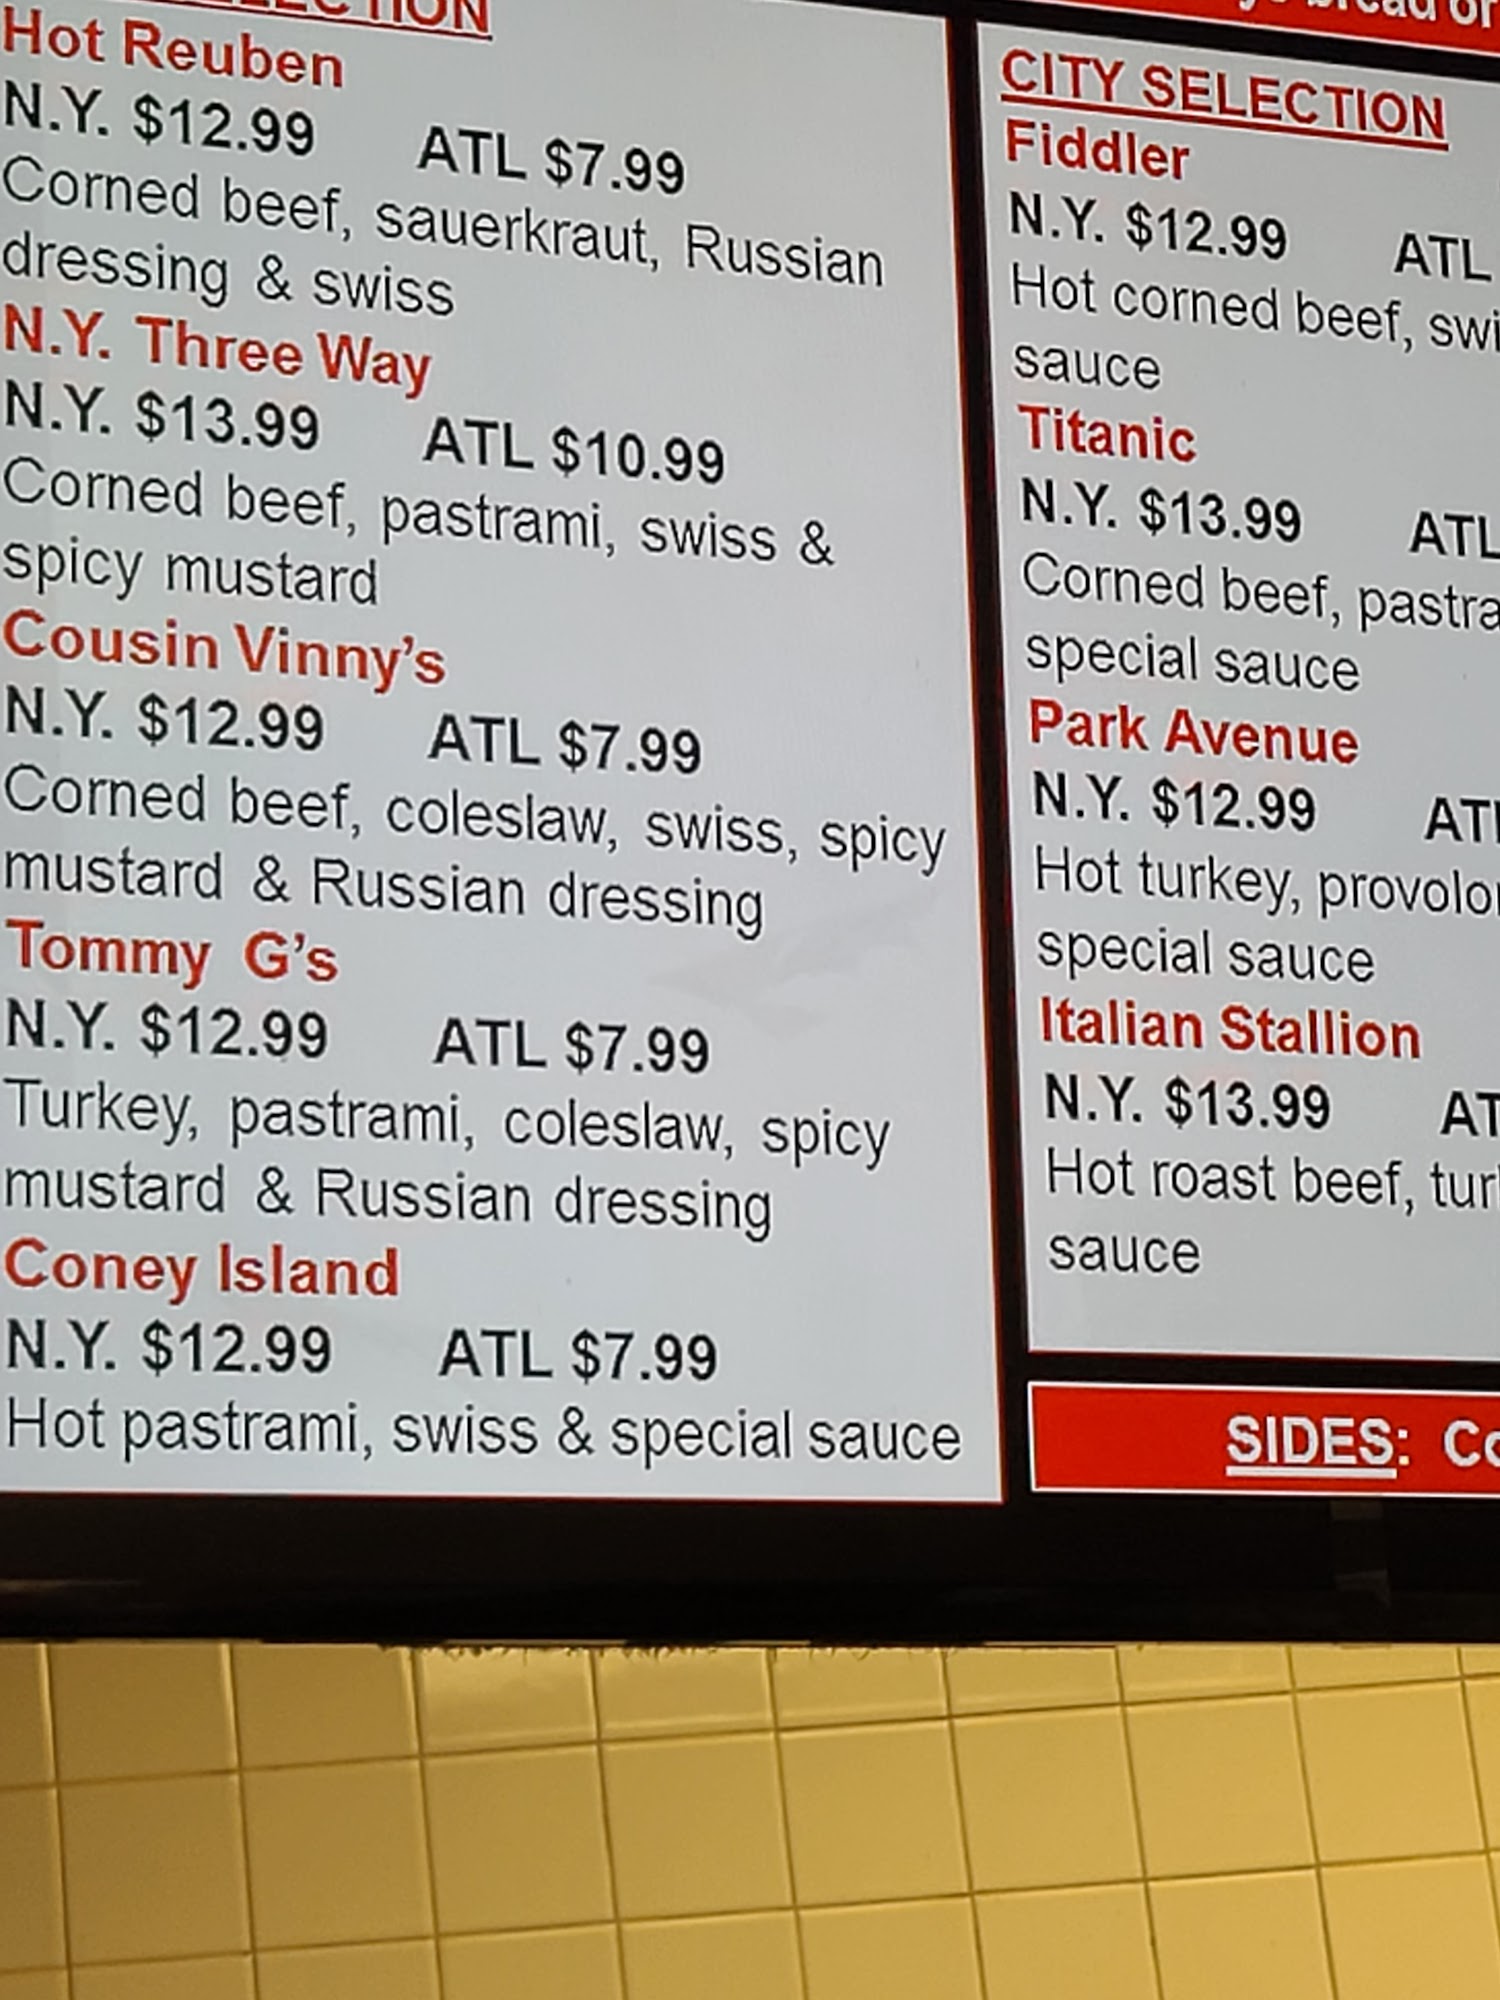 Hot Reuben
N.Y. $12.99 ATL $7.99
Corned beef, sauerkraut, Russian
dressing & swiss
N.Y. Three Way
N.Y. $13.99 ATL $10.99
Corned beef, pastrami, swiss &
spicy mustard
Cousin Vinny's
N.Y. $12.99 ATL $7.99
Corned beef, coleslaw, swiss, spicy
mustard & Russian dressing
Tommy G's
N.Y. $12.99 ATL $7.99
Turkey, pastrami, coleslaw, spicy
mustard & Russian dressing
Coney Island
N.Y. $12.99 ATL $7.99
Hot pastrami, swiss & special sauce
bread or
CITY SELECTION
Fiddler
N.Y. $12.99 ATL
Hot corned beef,
sauce
Titanic
N.Y. $13.99 ATL
Corned beef,
special sauce
Park Avenue
N.Y. $12.99
Hot turkey,
special sauce
Italian Stallion
N.Y. $13.99
Hot roast beef,
sauce
SIDES: